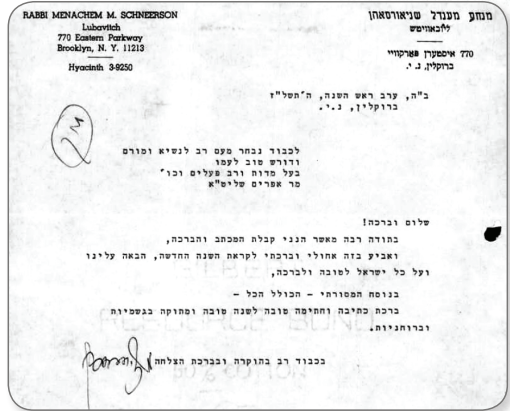 RABBI MENACHEM M. SCHNEERSON
Lubavitch
770 Eastern Parkway
Brooklyn, N. Y. 11213
Hyacinth 3-9250
מנחם מענדל שניאורסאהן
ליובאוויטש
770 איסטערן פארקוויי
ברוקלין, נ. י.
ב"ה, ערב ראש השנה, ה'תשל"ז
ברוקלין, נ.י.
לכבוד נבחר מעם רב לנשיא ומורם
ודורש טוב לעמו
בעל מדות ורב פעלים וכו'
מר אפרים שליט"א
שלום וברכה!
בתודה רבה מאשר הנני קבלת המכתב והברכה,
ואביע בזה אחולי וברכתי לקראת השנה החדשה, הבאה עלינו
ועל כל ישראל לטובה ולברכה,
בנוסח המסורתי - הכולל הכל -
ברכת כתיבה וחתימה טובה לשנה טובה ומתוקה בגשמיות
וברוחניות.
בכבוד רב בהוקרה ובברכת הצלחה